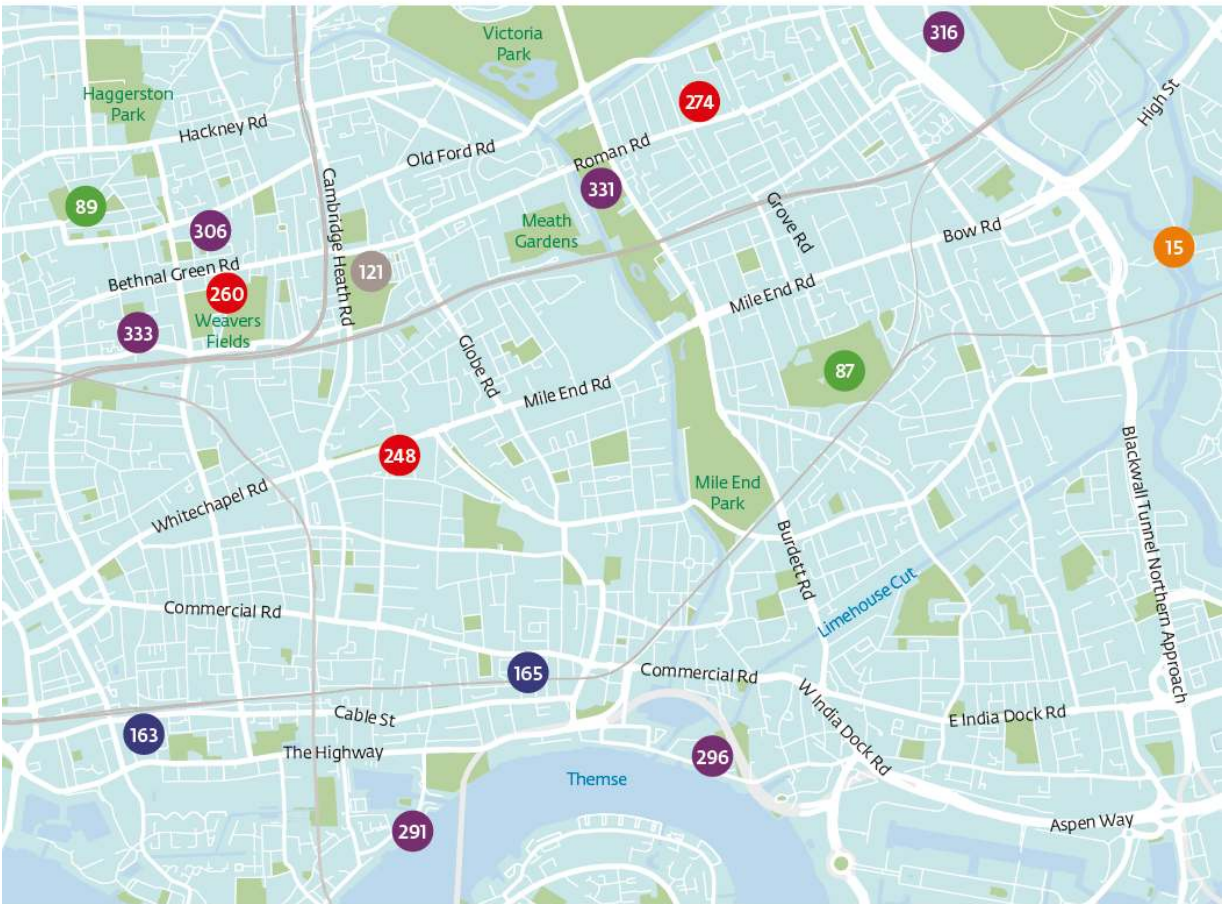 316
Victoria
Park
274
Haggerston
Park
High St
Hackney Rd
Old Ford Rd
Roman Rd
331
89
Cambridge Heath Rd
306
Meath
Gardens
Grove Rd
Bow Rd
15
Bethnal Green Rd
121
260
Weavers
Fields
333
Mile End Rd
Globe Rd
87
Mile End Rd
248
Whitechapel Rd
Mile End
Park
Blackwall Tunnel Northern Approach
Burdett Rd
Limehouse Cut
Commercial Rd
165
Commercial Rd
W India Dock Rd
E India Dock Rd
Cable St
163
The Highway
296
Themse
291
Aspen Way